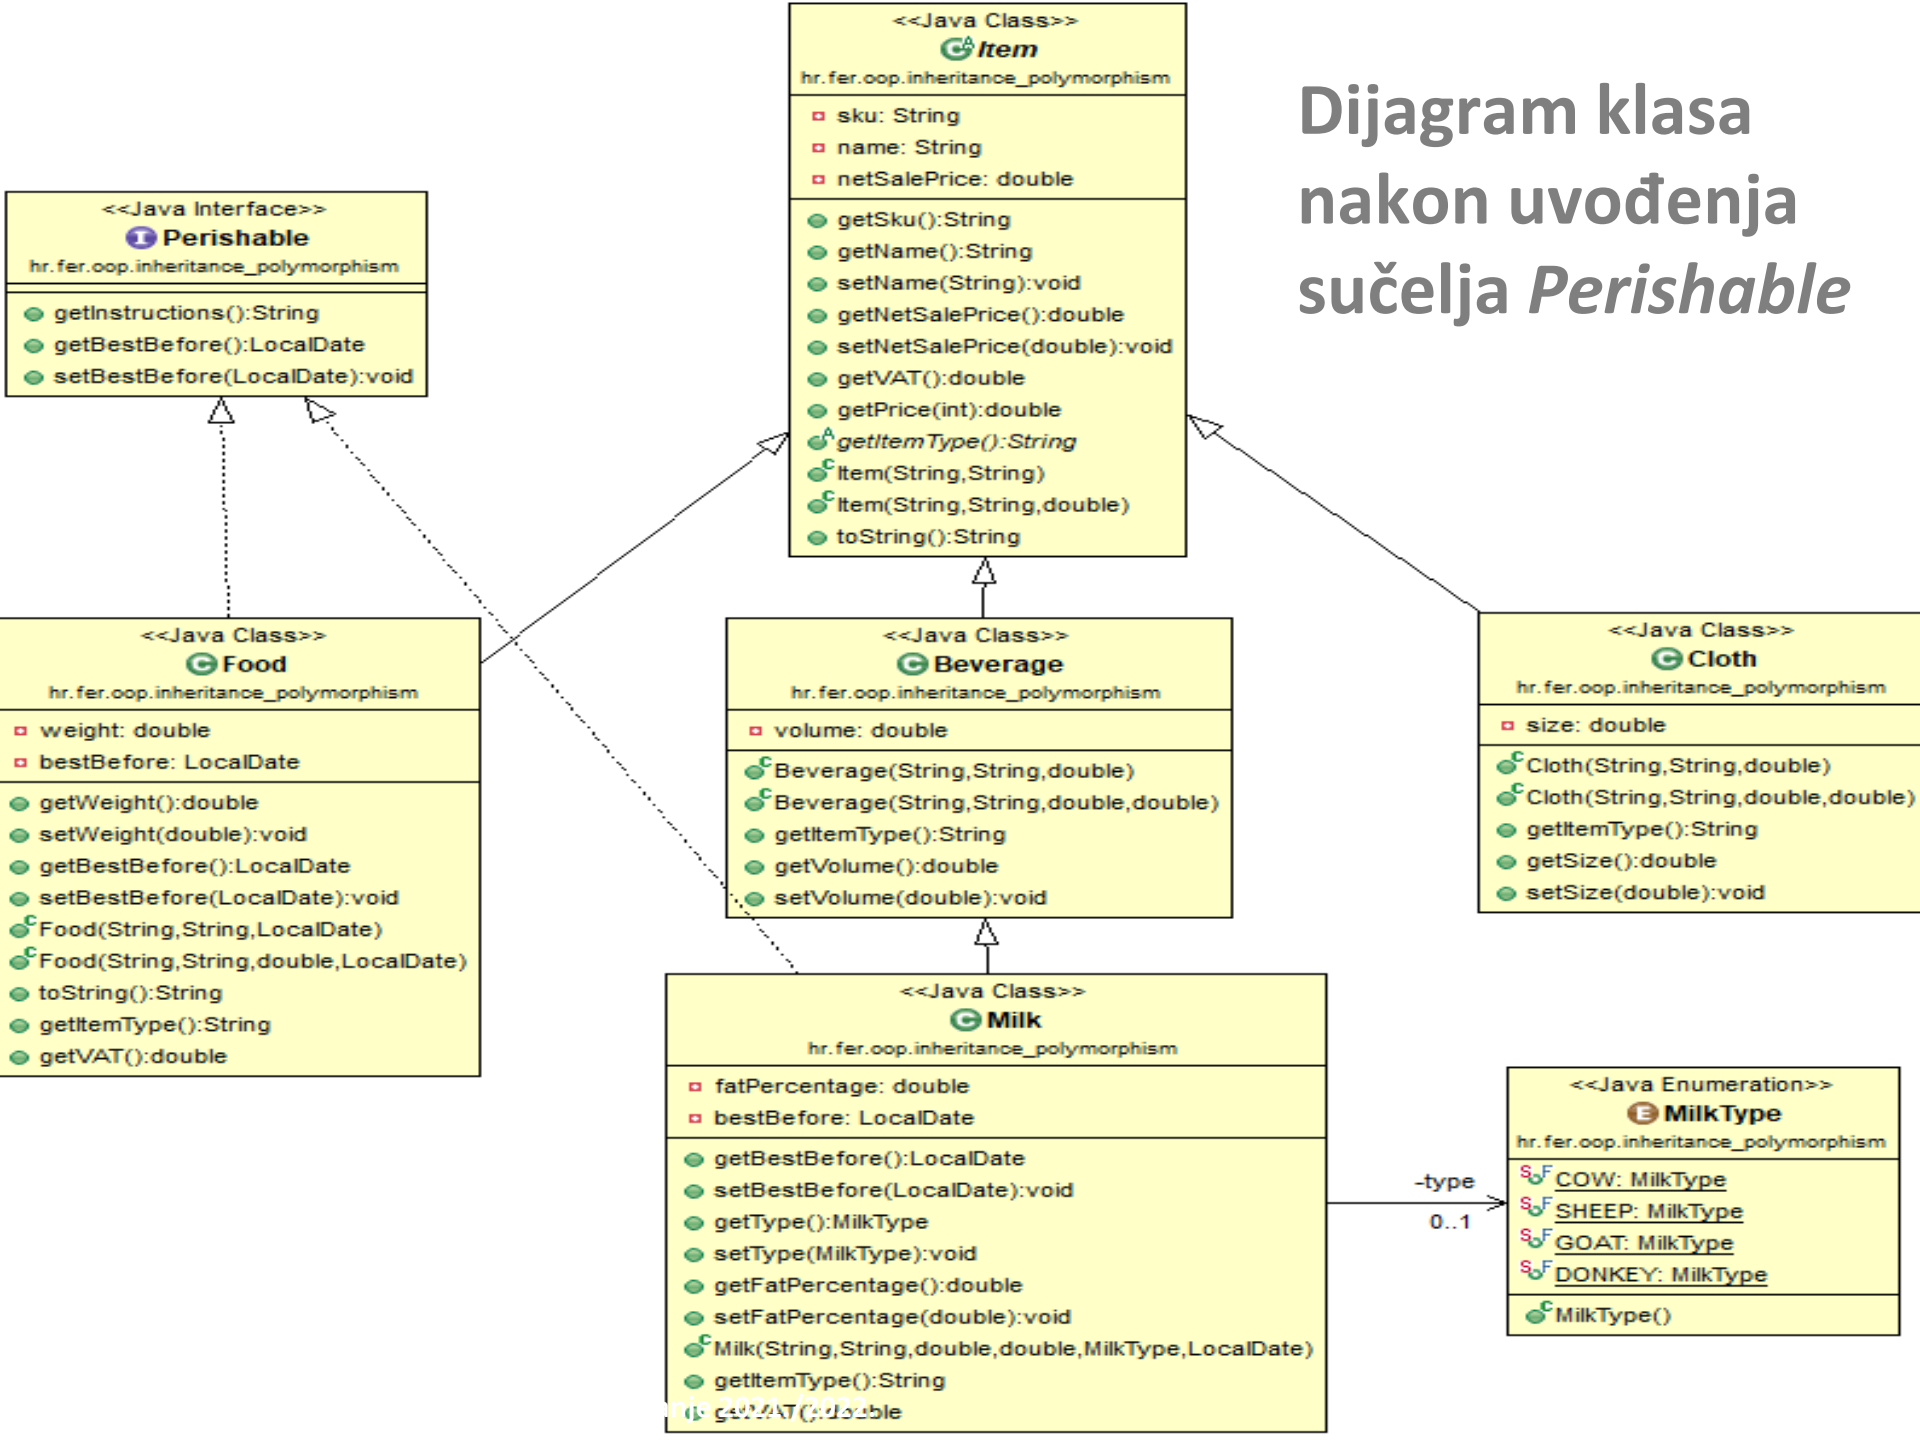 Dijagram klasa
nakon uvođenja
sučelja Perishable
<<Java Class>>
Item
hr.fer.oop.inheritance_polymorphism
sku: String
name: String
netSalePrice: double
getSku():String
getName():String
setName(String):void
getNetSalePrice():double
setNetSalePrice(double):void
getVAT():double
getPrice(int):double
getItemType():String
Item(String,String)
Item(String,String,double)
toString():String
<<Java Interface>>
Perishable
hr.fer.oop.inheritance_polymorphism
getInstructions():String
getBestBefore():LocalDate
setBestBefore(LocalDate):void
<<Java Class>>
Food
hr.fer.oop.inheritance_polymorphism
weight: double
bestBefore: LocalDate
getWeight():double
setWeight(double):void
getBestBefore():LocalDate
setBestBefore(LocalDate):void
Food(String,String,LocalDate)
Food(String,String,double,LocalDate)
toString():String
getItemType():String
getVAT():double
<<Java Class>>
Beverage
hr.fer.oop.inheritance_polymorphism
volume: double
Beverage(String,String,double)
Beverage(String,String,double,double)
getItemType():String
getVolume():double
setVolume(double):void
<<Java Class>>
Cloth
hr.fer.oop.inheritance_polymorphism
size: double
Cloth(String,String,double)
Cloth(String,String,double,double)
getItemType():String
getSize():double
setSize(double):void
<<Java Class>>
Milk
hr.fer.oop.inheritance_polymorphism
fatPercentage: double
bestBefore: LocalDate
getBestBefore():LocalDate
setBestBefore(LocalDate):void
getType():MilkType
setType(MilkType):void
getFatPercentage():double
setFatPercentage(double):void
Milk(String,String,double,double,MilkType,LocalDate)
getItemType():String
getVAT():double
-type
0..1
<<Java Enumeration>>
MilkType
hr.fer.oop.inheritance_polymorphism
COW: MilkType
SHEEP: MilkType
GOAT: MilkType
DONKEY: MilkType
MilkType()